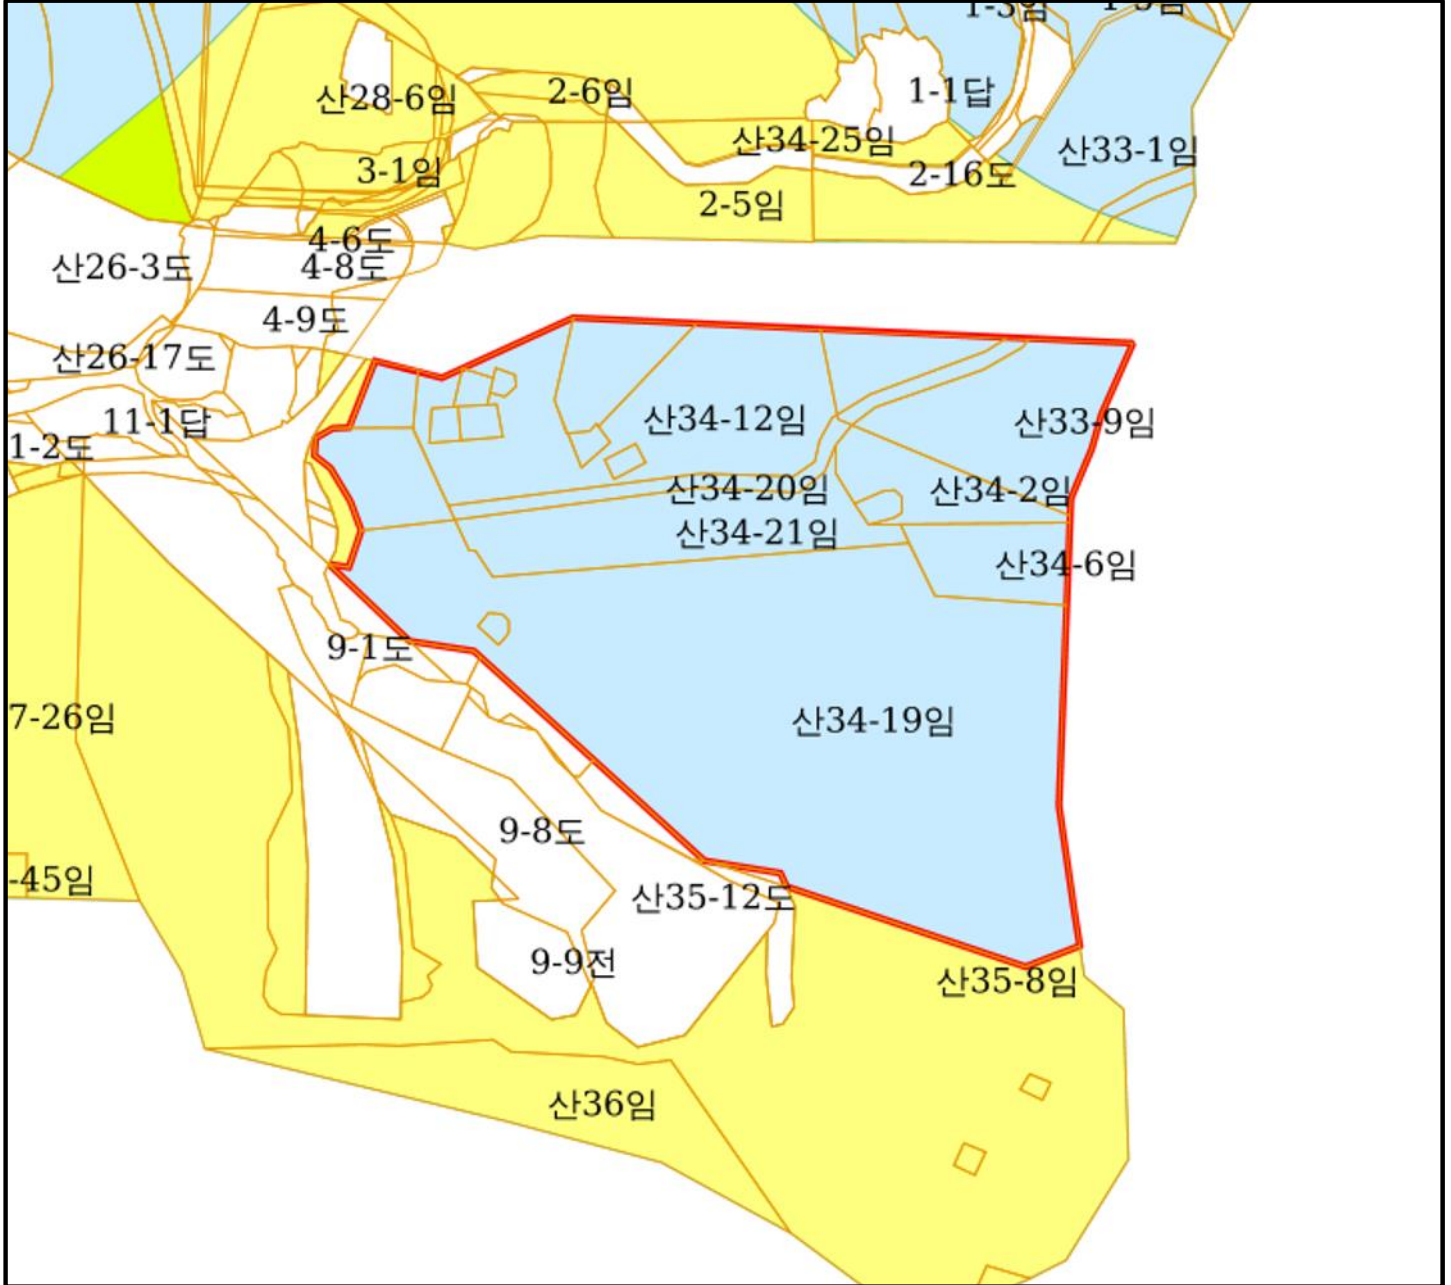 산28-6임
2-6임
1-1답
산34-25임
산33-1임
3-1임
2-16도
2-5임
4-6도
산26-3도
4-8도
4-9도
산26-17도
11-1답
1-2도
산34-12임
산33-9임
산34-20임
산34-2임
산34-21임
산34-6임
9-1도
7-26임
산34-19임
9-8도
-45임
산35-12도
9-9전
산35-8임
산36임